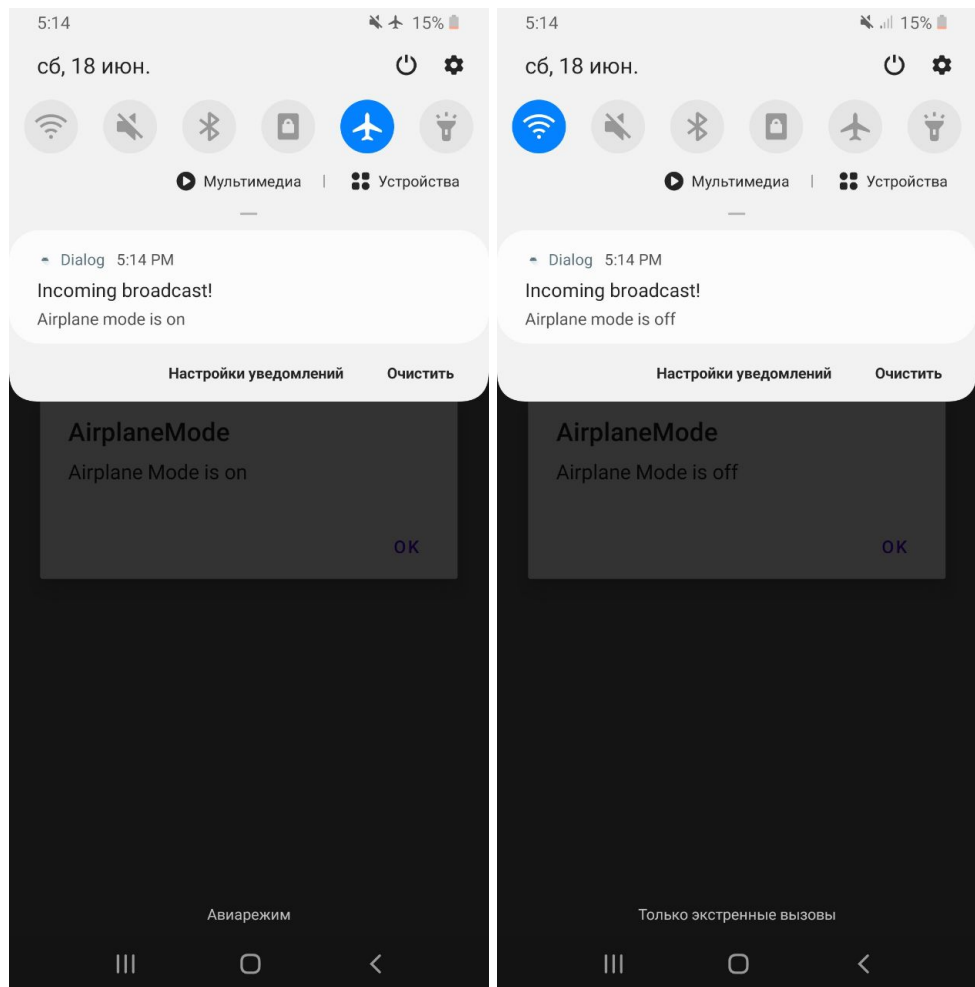 5:14 15%
сб, 18 июн.
Мультимедиа | Устройства
Dialog 5:14 PM
Incoming broadcast!
Airplane mode is on
Настройки уведомлений Очистить
AirplaneMode
Airplane Mode is on
OK
Авиарежим
5:14 15%
сб, 18 июн.
Мультимедиа | Устройства
Dialog 5:14 PM
Incoming broadcast!
Airplane mode is off
Настройки уведомлений Очистить
AirplaneMode
Airplane Mode is off
OK
Только экстренные вызовы